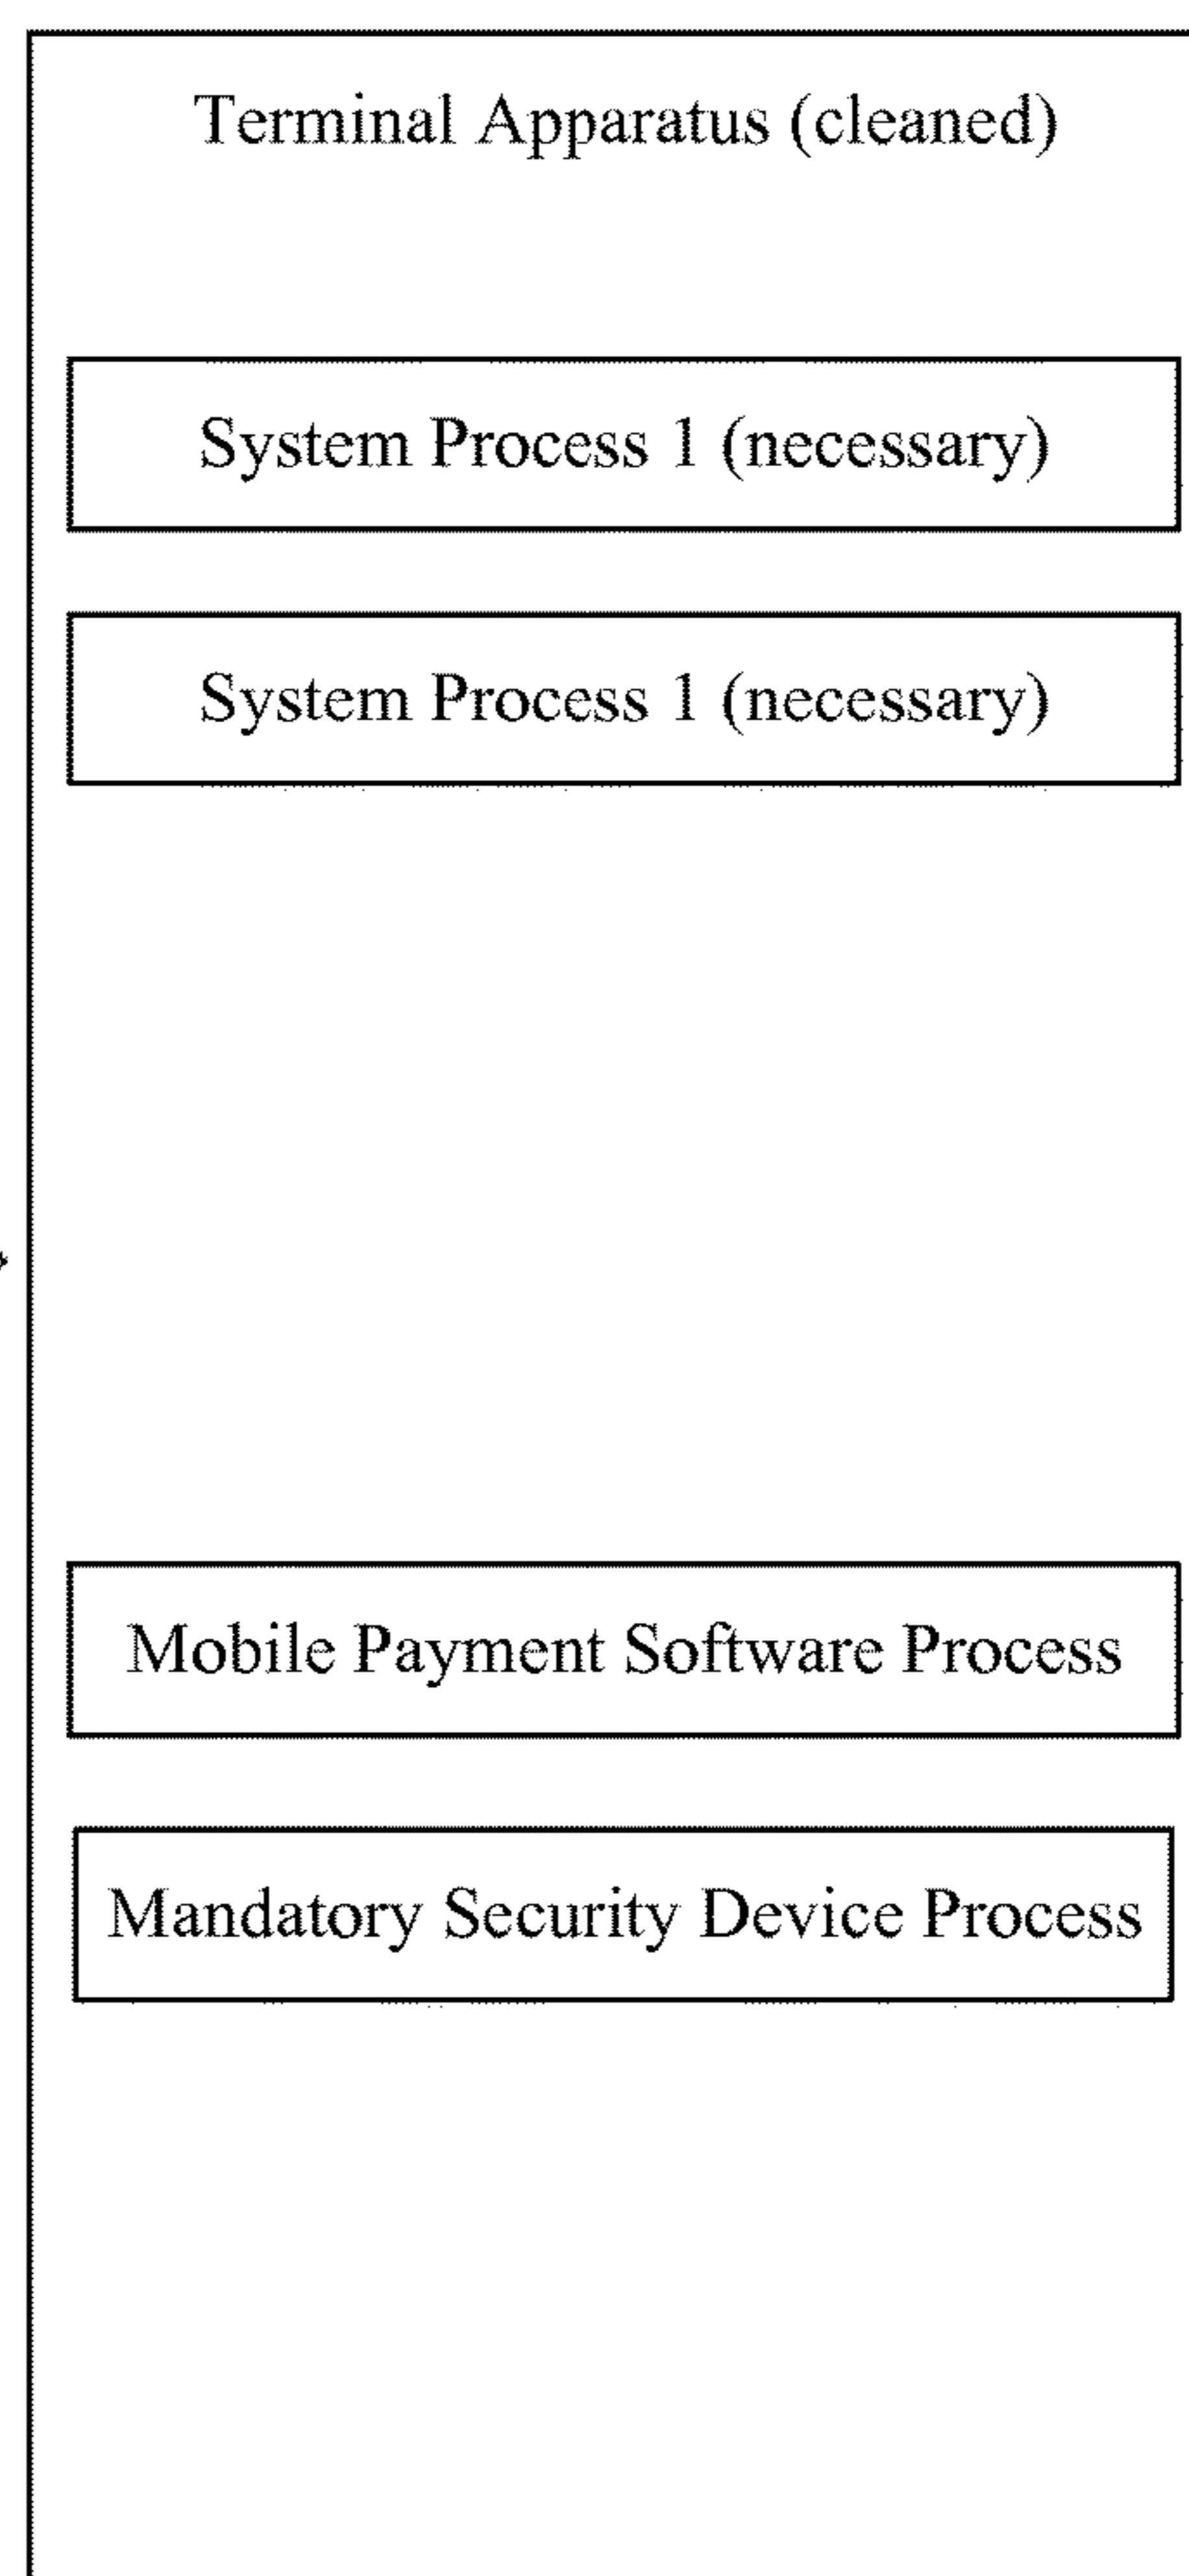 Terminal Apparatus (cleaned)
System Process 1 (necessary)
System Process 1 (necessary)
Mobile Payment Software Process
Mandatory Security Device Process